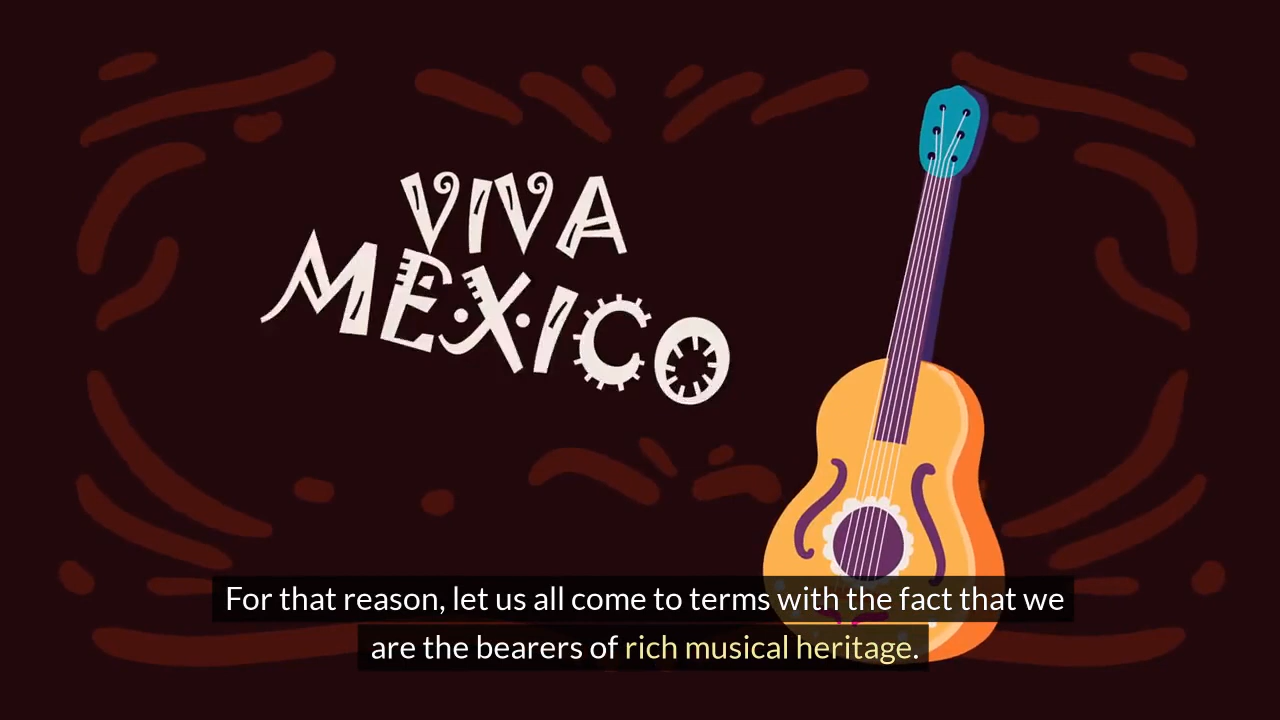 VIVA
MEXICO
For that reason, let us all come to terms with the fact that we
are the bearers of rich musical heritage.